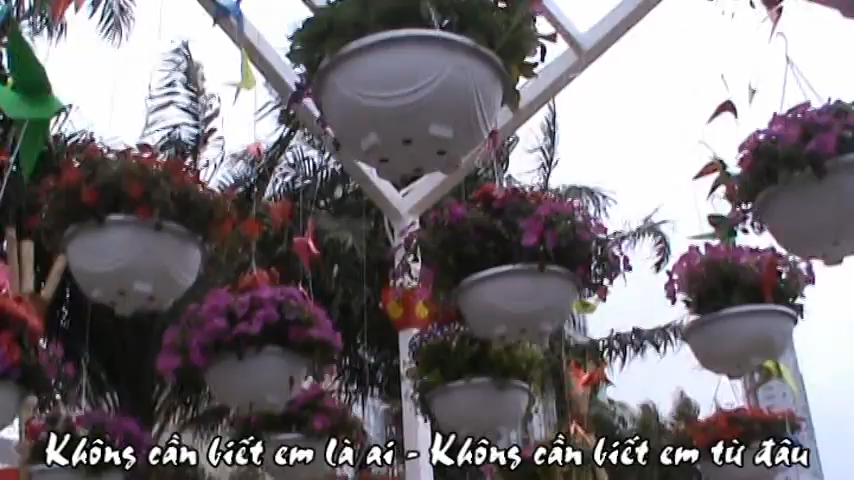 Không cần biết em là ai - Không cần biết em từ đâu